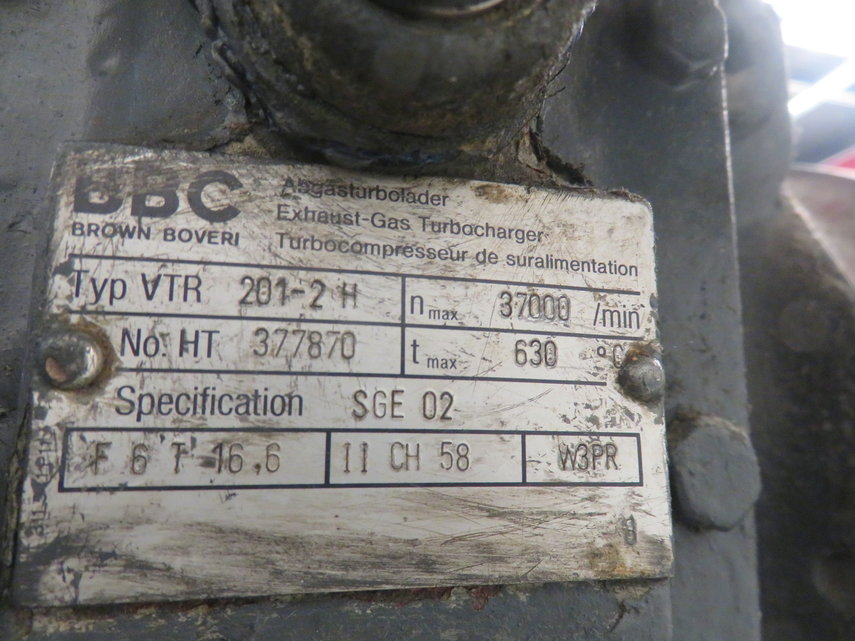 BBC
BROWN BOVERI
Abgasturbolader
Exhaust-Gas Turbocharger
Turbocompresseur de suralimentation
Typ VTR 201-2 H n max 37000 /min
No. HT 377870 t max 630 °C
Specification SGE 02
F 6 T 16,6 II CH 58 W3PR